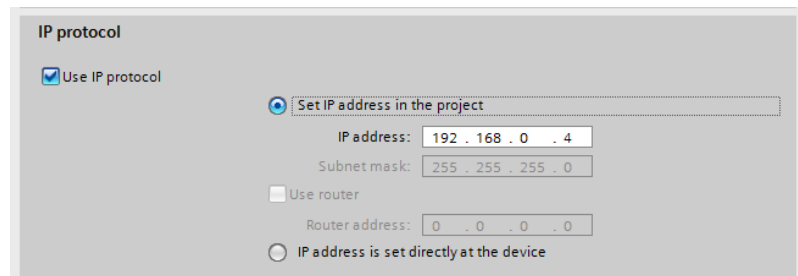 IP protocol
Use IP protocol
Set IP address in the project
IP address: 192 . 168 . 0 . 4
Subnet mask: 255 . 255 . 255 . 0
Use router
Router address: 0 . 0 . 0 . 0
IP address is set directly at the device